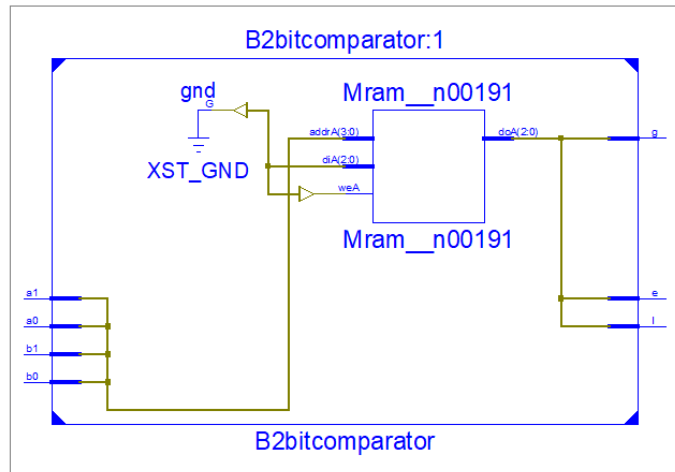 B2bitcomparator:1
gnd
G
XST_GND
Mram__n00191
addrA(3:0)
diA(2:0)
weA
doA(2:0)
Mram__n00191
g
e
l
a1
a0
b1
b0
B2bitcomparator